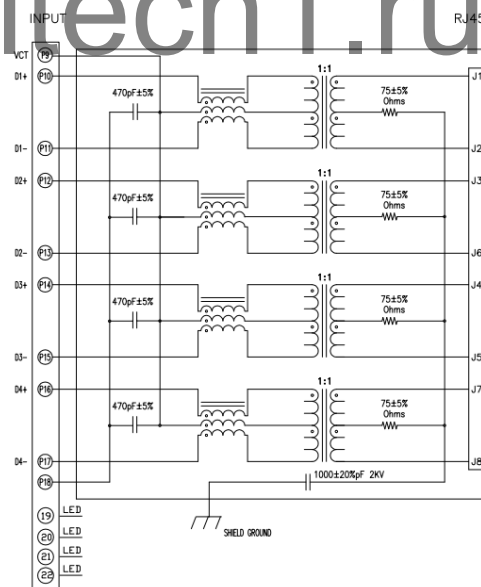 itech1.ru
INPUT
RJ45
VCT P9
D1+ P10
1:1
J1
470pF±5%
75±5%
Ohms
D1- P11
J2
D2+ P12
1:1
J3
470pF±5%
75±5%
Ohms
D2- P13
J6
D3+ P14
1:1
J4
470pF±5%
75±5%
Ohms
D3- P15
J5
D4+ P16
1:1
J7
470pF±5%
75±5%
Ohms
D4- P17
J8
P18
1000±20%pF 2KV
19 LED
20 LED
SHIELD GROUND
21 LED
22 LED